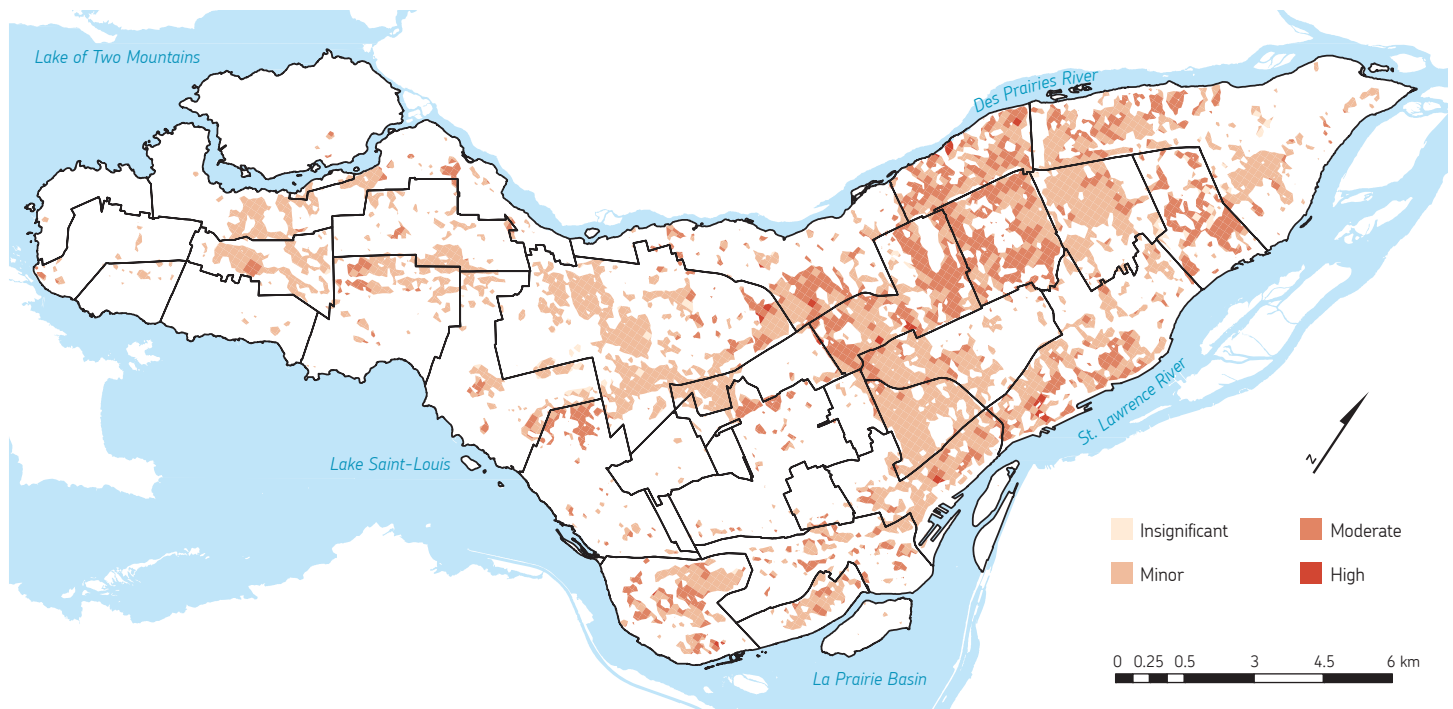 Lake of Two Mountains
Des Prairies River
St. Lawrence River
Lake Saint-Louis
La Prairie Basin
N
Insignificant
Moderate
Minor
High
0 0.25 0.5 3 4.5 6 km